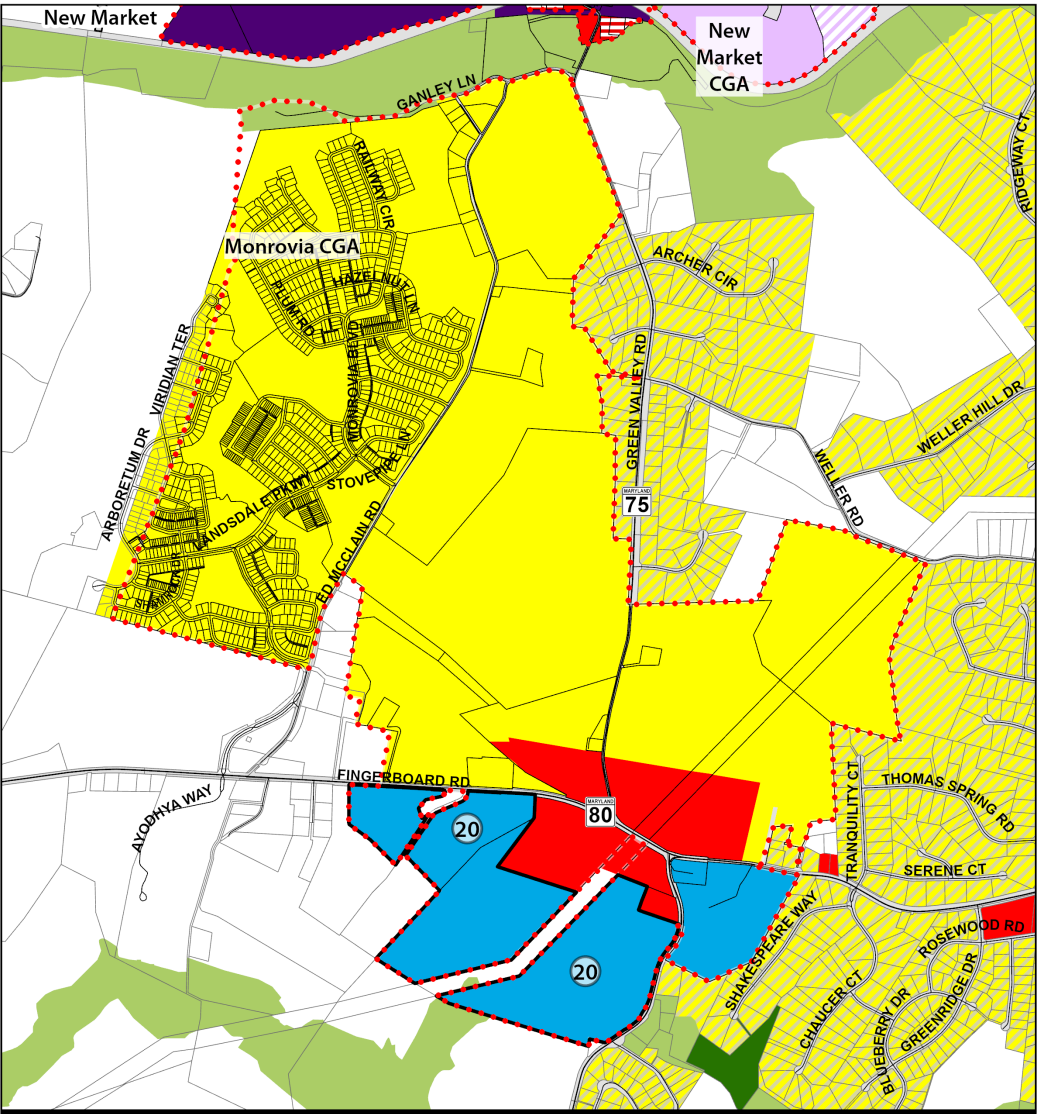 New Market
New
Market
CGA
GANLEY LN
RIDGEWAY CT
RAILWAY CIR
Monrovia CGA
ARCHER CIR
HAZELNUT LN
PLUM RD
MONROVIA BLVD
VIRIDIAN TER
GREEN VALLEY RD
WELLER HILL DR
ARBORETUM DR
STOVEPIPE LN
WELLER RD
LANDSDALE PKWY
MARYLAND
75
ED MCCLAIN RD
SHAMROCK DR
FINGERBOARD RD
AYODHYA WAY
MARYLAND
80
20
TRANQUILITY CT
THOMAS SPRING RD
SERENE CT
SHAKESPEARE WAY
ROSEWOOD RD
20
CHAUCER CT
BLUEBERRY DR
GREENRIDGE DR